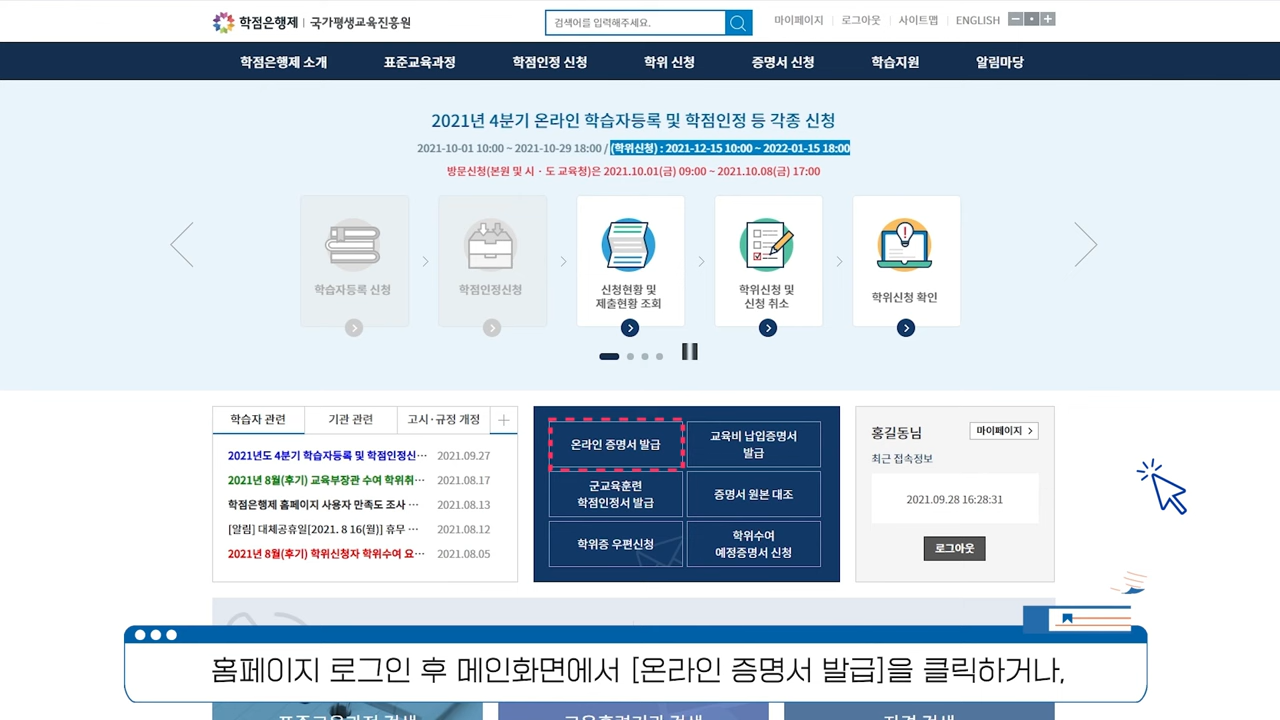 학점은행제 | 국가평생교육진흥원
검색어를 입력해주세요.
마이페이지 | 로그아웃 | 사이트맵 | ENGLISH
학점은행제 소개 표준교육과정 학점인정 신청 학위 신청 증명서 신청 학습지원 알림마당
2021년 4분기 온라인 학습자등록 및 학점인정 등 각종 신청
2021-10-01 10:00 ~ 2021-10-29 18:00 / (학위신청) : 2021-12-15 10:00 ~ 2022-01-15 18:00
방문신청(본원 및 시 · 도 교육청)은 2021.10.01(금) 09:00 ~ 2021.10.08(금) 17:00
학습자등록 신청
학점인정신청
신청현황 및
제출현황 조회
학위신청 및
신청 취소
학위신청 확인
학습자 관련 기관 관련 고시·규정 개정
2021년도 4분기 학습자등록 및 학점인정신··· 2021.09.27
2021년 8월(후기) 교육부장관 수여 학위취··· 2021.08.17
학점은행제 홈페이지 사용자 만족도 조사 ··· 2021.08.13
[알림] 대체공휴일[2021. 8 16(월)] 휴무 ··· 2021.08.12
2021년 8월(후기) 학위신청자 학위수여 요··· 2021.08.05
온라인 증명서 발급
교육비 납입증명서
발급
군교육훈련
학점인정서 발급
증명서 원본 대조
학위증 우편신청
학위수여
예정증명서 신청
홍길동님
마이페이지 >
최근 접속정보
2021.09.28 16:28:31
로그아웃
홈페이지 로그인 후 메인화면에서 [온라인 증명서 발급]을 클릭하거나,
표준교육과정 검색 교육훈련기관 검색 자격 검색